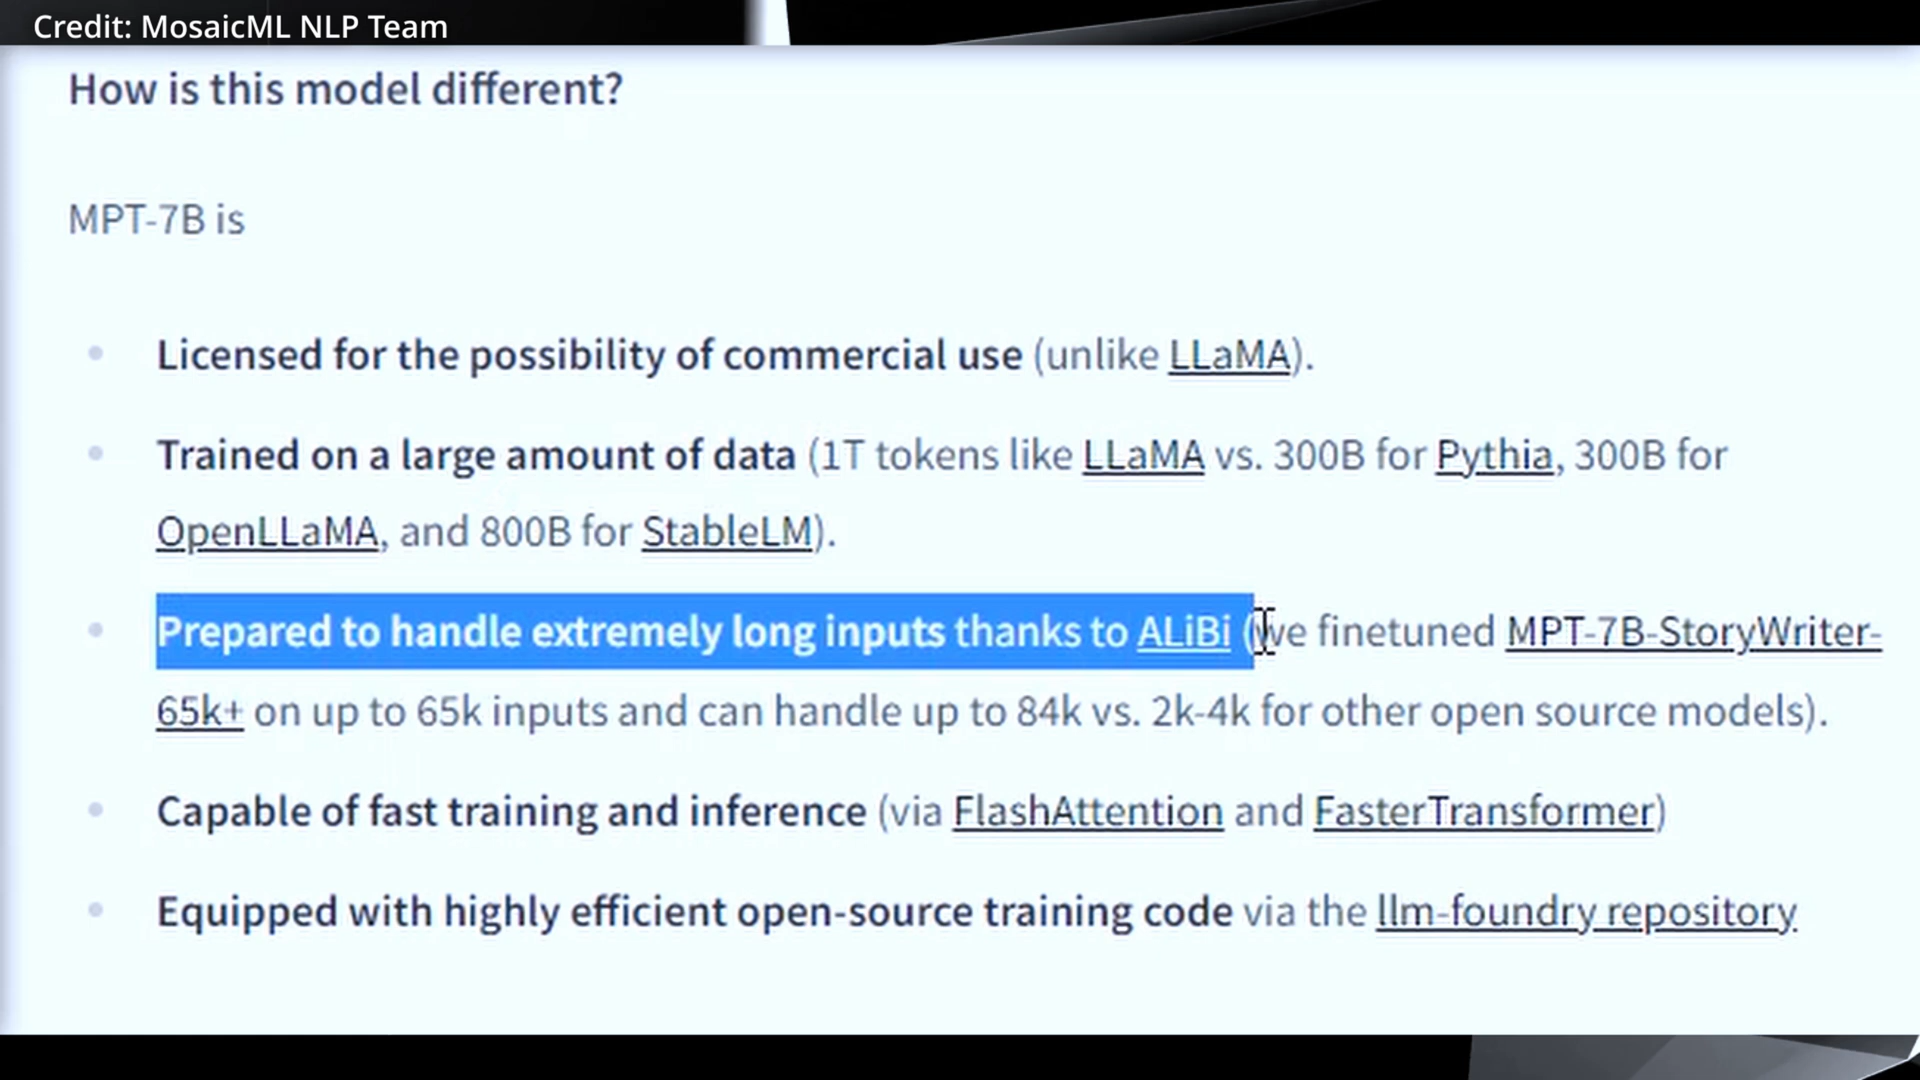 Credit: MosaicML NLP Team
How is this model different?
MPT-7B is
Licensed for the possibility of commercial use (unlike LLaMA).
Trained on a large amount of data (1T tokens like LLaMA vs. 300B for Pythia, 300B for
OpenLLaMA, and 800B for StableLM).
Prepared to handle extremely long inputs thanks to ALiBi (we finetuned MPT-7B-StoryWriter-
65k+ on up to 65k inputs and can handle up to 84k vs. 2k-4k for other open source models).
Capable of fast training and inference (via FlashAttention and FasterTransformer)
Equipped with highly efficient open-source training code via the llm-foundry repository